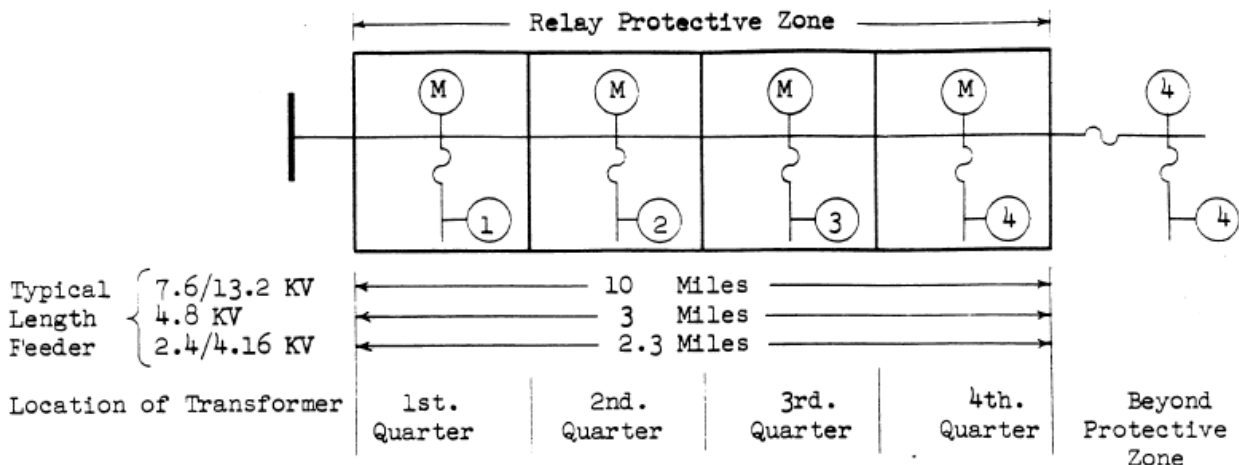 Relay Protective Zone
M M M M 4
1 2 3 4 4
Typical 7.6/13.2 KV 10 Miles
Length 4.8 KV 3 Miles
Feeder 2.4/4.16 KV 2.3 Miles
Location of Transformer 1st. 2nd. 3rd. 4th. Beyond
Quarter Quarter Quarter Quarter Protective
Zone